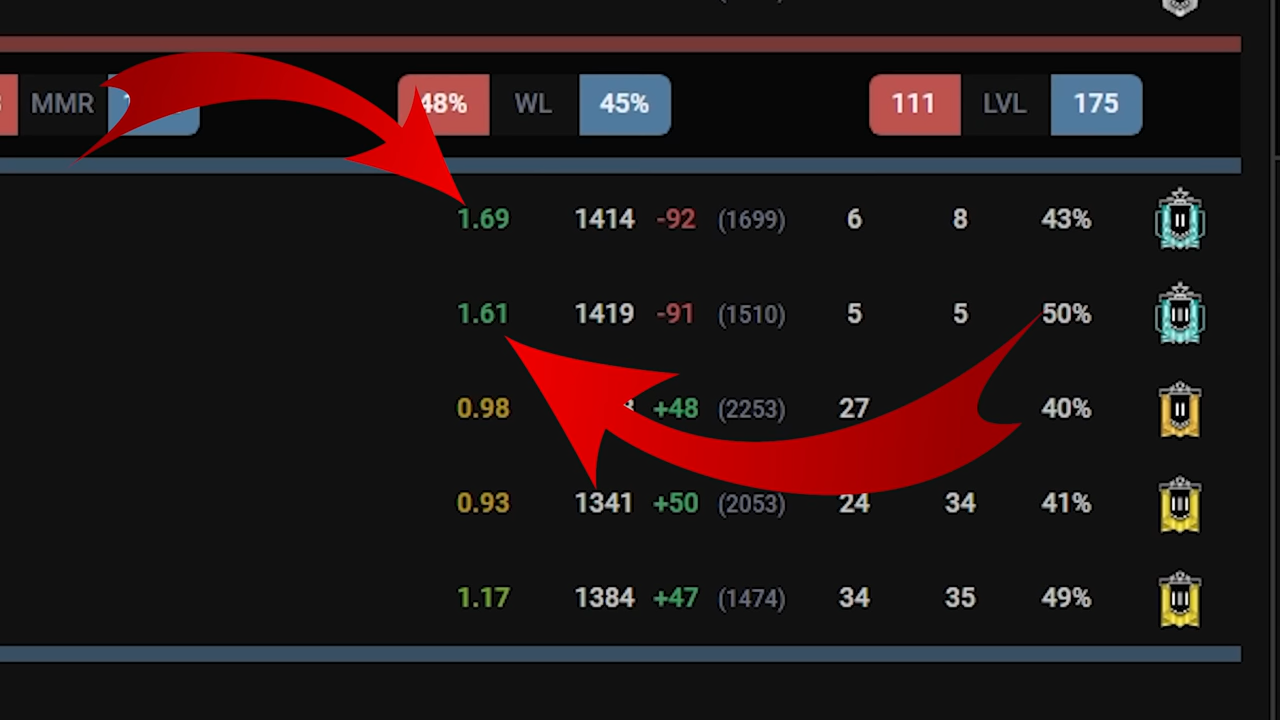 MMR 48% WL 45% 111 LVL 175
1.69 1414 -92 (1699) 6 8 43%
1.61 1419 -91 (1510) 5 5 50%
0.98 +48 (2253) 27 40%
0.93 1341 +50 (2053) 24 34 41%
1.17 1384 +47 (1474) 34 35 49%